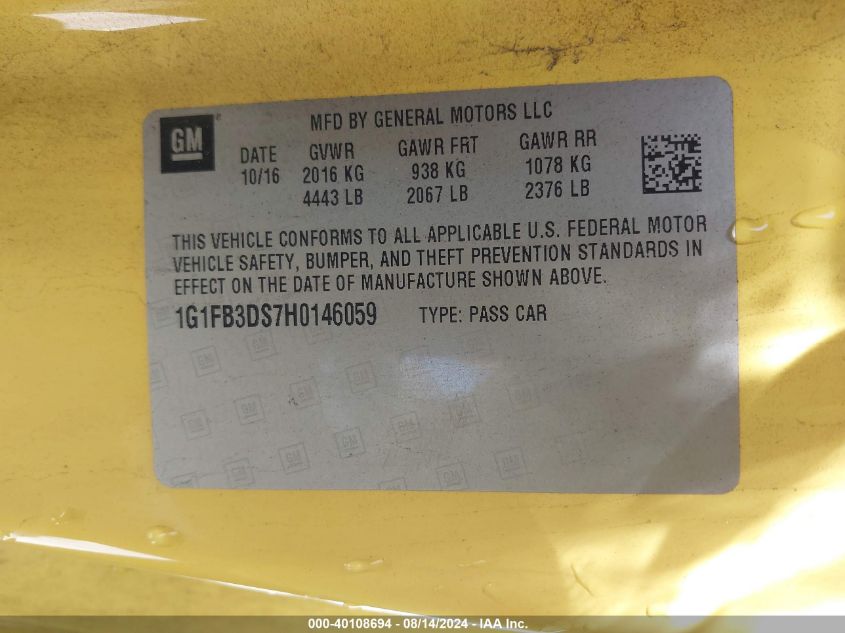 GM
MFD BY GENERAL MOTORS LLC
DATE GVWR GAWR FRT GAWR RR
10/16 2016 KG 938 KG 1078 KG
4443 LB 2067 LB 2376 LB
THIS VEHICLE CONFORMS TO ALL APPLICABLE U.S. FEDERAL MOTOR
VEHICLE SAFETY, BUMPER, AND THEFT PREVENTION STANDARDS IN
EFFECT ON THE DATE OF MANUFACTURE SHOWN ABOVE.
1G1FB3DS7H0146059 TYPE: PASS CAR
000-40108694 - 08/14/2024 - IAA Inc.